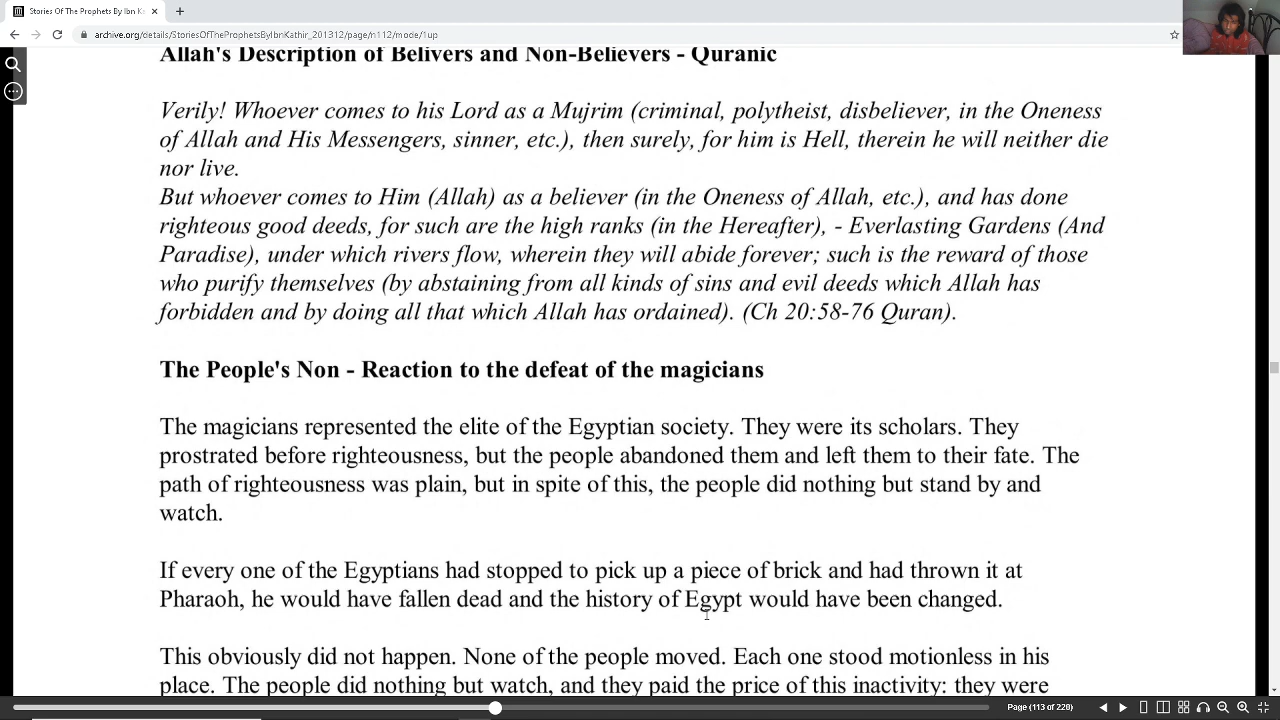 Stories Of The Prophets By Ibn Ka
archive.org/details/StoriesOfTheProphetsByIbnKathir_201312/page/n112/mode/1up
Allah's Description of Belivers and Non-Believers - Quranic
Verily! Whoever comes to his Lord as a Mujrim (criminal, polytheist, disbeliever, in the Oneness
of Allah and His Messengers, sinner, etc.), then surely, for him is Hell, therein he will neither die
nor live.
But whoever comes to Him (Allah) as a believer (in the Oneness of Allah, etc.), and has done
righteous good deeds, for such are the high ranks (in the Hereafter), - Everlasting Gardens (And
Paradise), under which rivers flow, wherein they will abide forever; such is the reward of those
who purify themselves (by abstaining from all kinds of sins and evil deeds which Allah has
forbidden and by doing all that which Allah has ordained). (Ch 20:58-76 Quran).
The People's Non - Reaction to the defeat of the magicians
The magicians represented the elite of the Egyptian society. They were its scholars. They
prostrated before righteousness, but the people abandoned them and left them to their fate. The
path of righteousness was plain, but in spite of this, the people did nothing but stand by and
watch.
If every one of the Egyptians had stopped to pick up a piece of brick and had thrown it at
Pharaoh, he would have fallen dead and the history of Egypt would have been changed.
This obviously did not happen. None of the people moved. Each one stood motionless in his
place. The people did nothing but watch, and they paid the price of this inactivity: they were
Page (113 of 220)